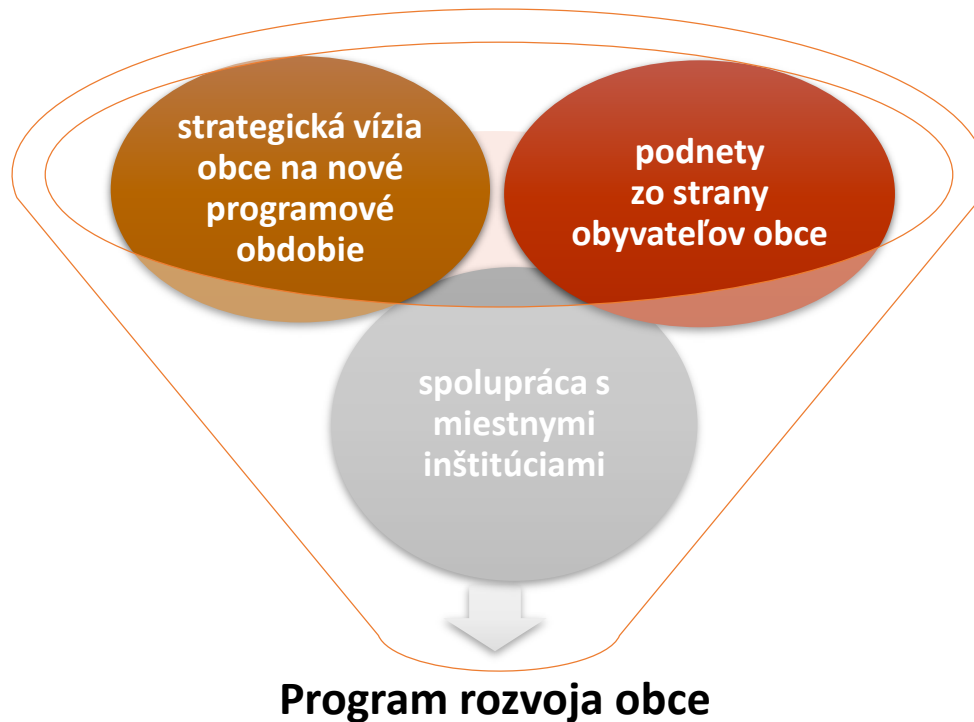 strategická vízia
obce na nové
programové
obdobie
podnety
zo strany
obyvateľov obce
spolupráca s
miestnymi
inštitúciami
Program rozvoja obce